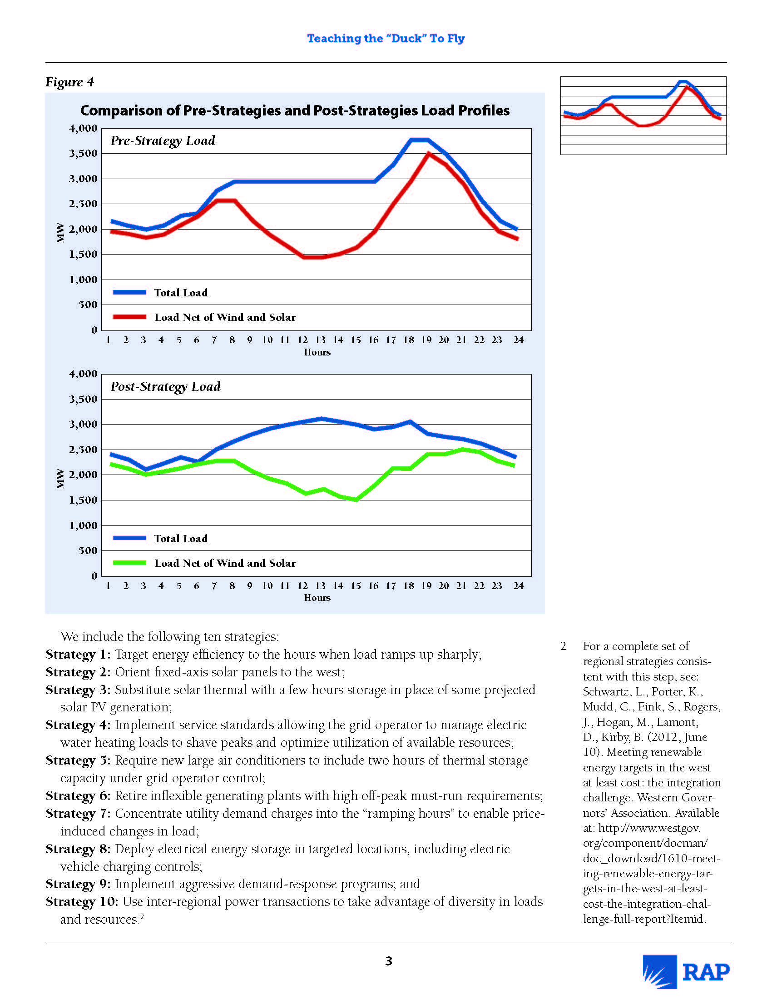 Teaching the “Duck” To Fly
Figure 4
Comparison of Pre-Strategies and Post-Strategies Load Profiles
4,000
Pre-Strategy Load
3,500
3,000
2,500
2,000
MW
1,500
1,000
Total Load
500
Load Net of Wind and Solar
0
1 2 3 4 5 6 7 8 9 10 11 12 13 14 15 16 17 18 19 20 21 22 23 24
Hours
4,000
Post-Strategy Load
3,500
3,000
2,500
2,000
MW
1,500
1,000
Total Load
500
Load Net of Wind and Solar
0
1 2 3 4 5 6 7 8 9 10 11 12 13 14 15 16 17 18 19 20 21 22 23 24
Hours
We include the following ten strategies:
Strategy 1: Target energy efficiency to the hours when load ramps up sharply;
Strategy 2: Orient fixed-axis solar panels to the west;
Strategy 3: Substitute solar thermal with a few hours storage in place of some projected
solar PV generation;
Strategy 4: Implement service standards allowing the grid operator to manage electric
water heating loads to shave peaks and optimize utilization of available resources;
Strategy 5: Require new large air conditioners to include two hours of thermal storage
capacity under grid operator control;
Strategy 6: Retire inflexible generating plants with high off-peak must-run requirements;
Strategy 7: Concentrate utility demand charges into the “ramping hours” to enable price-
induced changes in load;
Strategy 8: Deploy electrical energy storage in targeted locations, including electric
vehicle charging controls;
Strategy 9: Implement aggressive demand-response programs; and
Strategy 10: Use inter-regional power transactions to take advantage of diversity in loads
and resources.2
2 For a complete set of
regional strategies consis-
tent with this step, see:
Schwartz, L., Porter, K.,
Mudd, C., Fink, S., Rogers,
J., Hogan, M., Lamont,
D., Kirby, B. (2012, June
10). Meeting renewable
energy targets in the west
at least cost: the integration
challenge. Western Gover-
nors’ Association. Available
at: http://www.westgov.
org/component/docman/
doc_download/1610-meet-
ing-renewable-energy-tar-
gets-in-the-west-at-least-
cost-the-integration-chal-
lenge-full-report?Itemid.
3
RAP